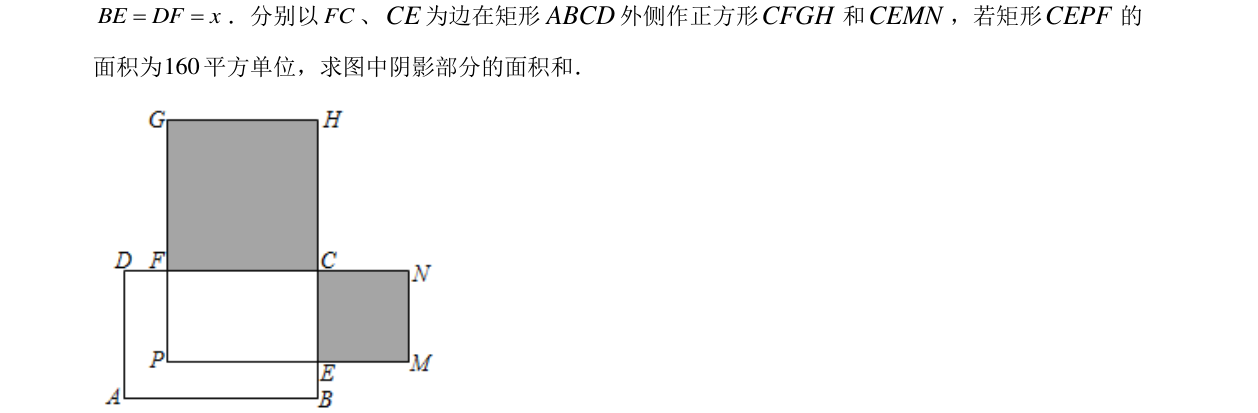 BE = DF = x．分别以 FC、CE 为边在矩形 ABCD 外侧作正方形 CFGH 和 CEMN，若矩形 CEPF 的
面积为160平方单位，求图中阴影部分的面积和．
G H
D F C N
P E M
A B